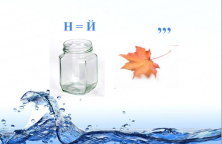 Н = Й ,,,